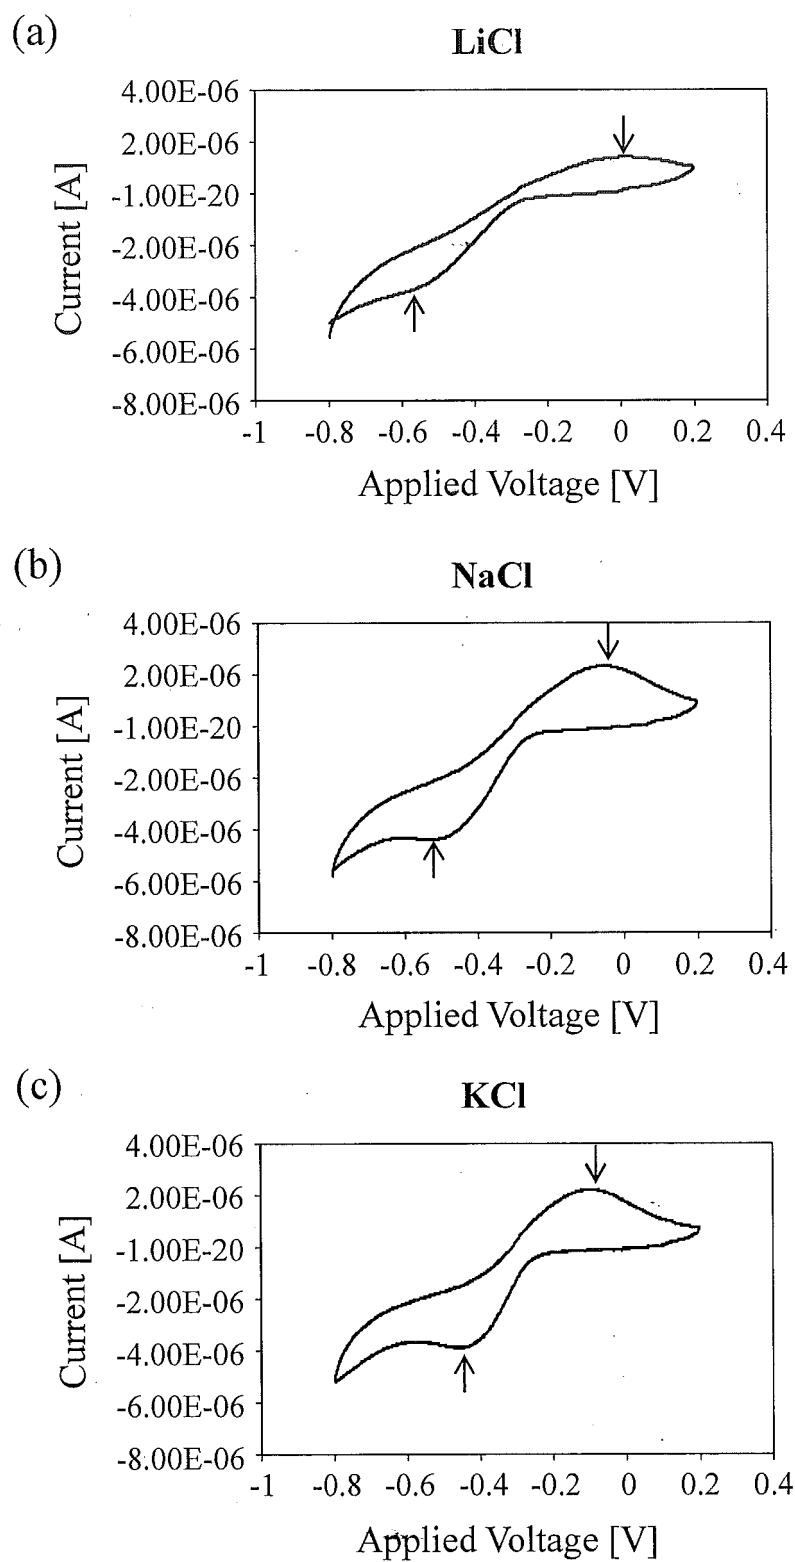 (a)
LiCl
4.00E-06
2.00E-06
-1.00E-20
-2.00E-06
-4.00E-06
-6.00E-06
-8.00E-06
Current [A]
-1 -0.8 -0.6 -0.4 -0.2 0 0.2 0.4
Applied Voltage [V]
(b)
NaCl
4.00E-06
2.00E-06
-1.00E-20
-2.00E-06
-4.00E-06
-6.00E-06
-8.00E-06
Current [A]
-1 -0.8 -0.6 -0.4 -0.2 0 0.2 0.4
Applied Voltage [V]
(c)
KCl
4.00E-06
2.00E-06
-1.00E-20
-2.00E-06
-4.00E-06
-6.00E-06
-8.00E-06
Current [A]
-1 -0.8 -0.6 -0.4 -0.2 0 0.2 0.4
Applied Voltage [V]